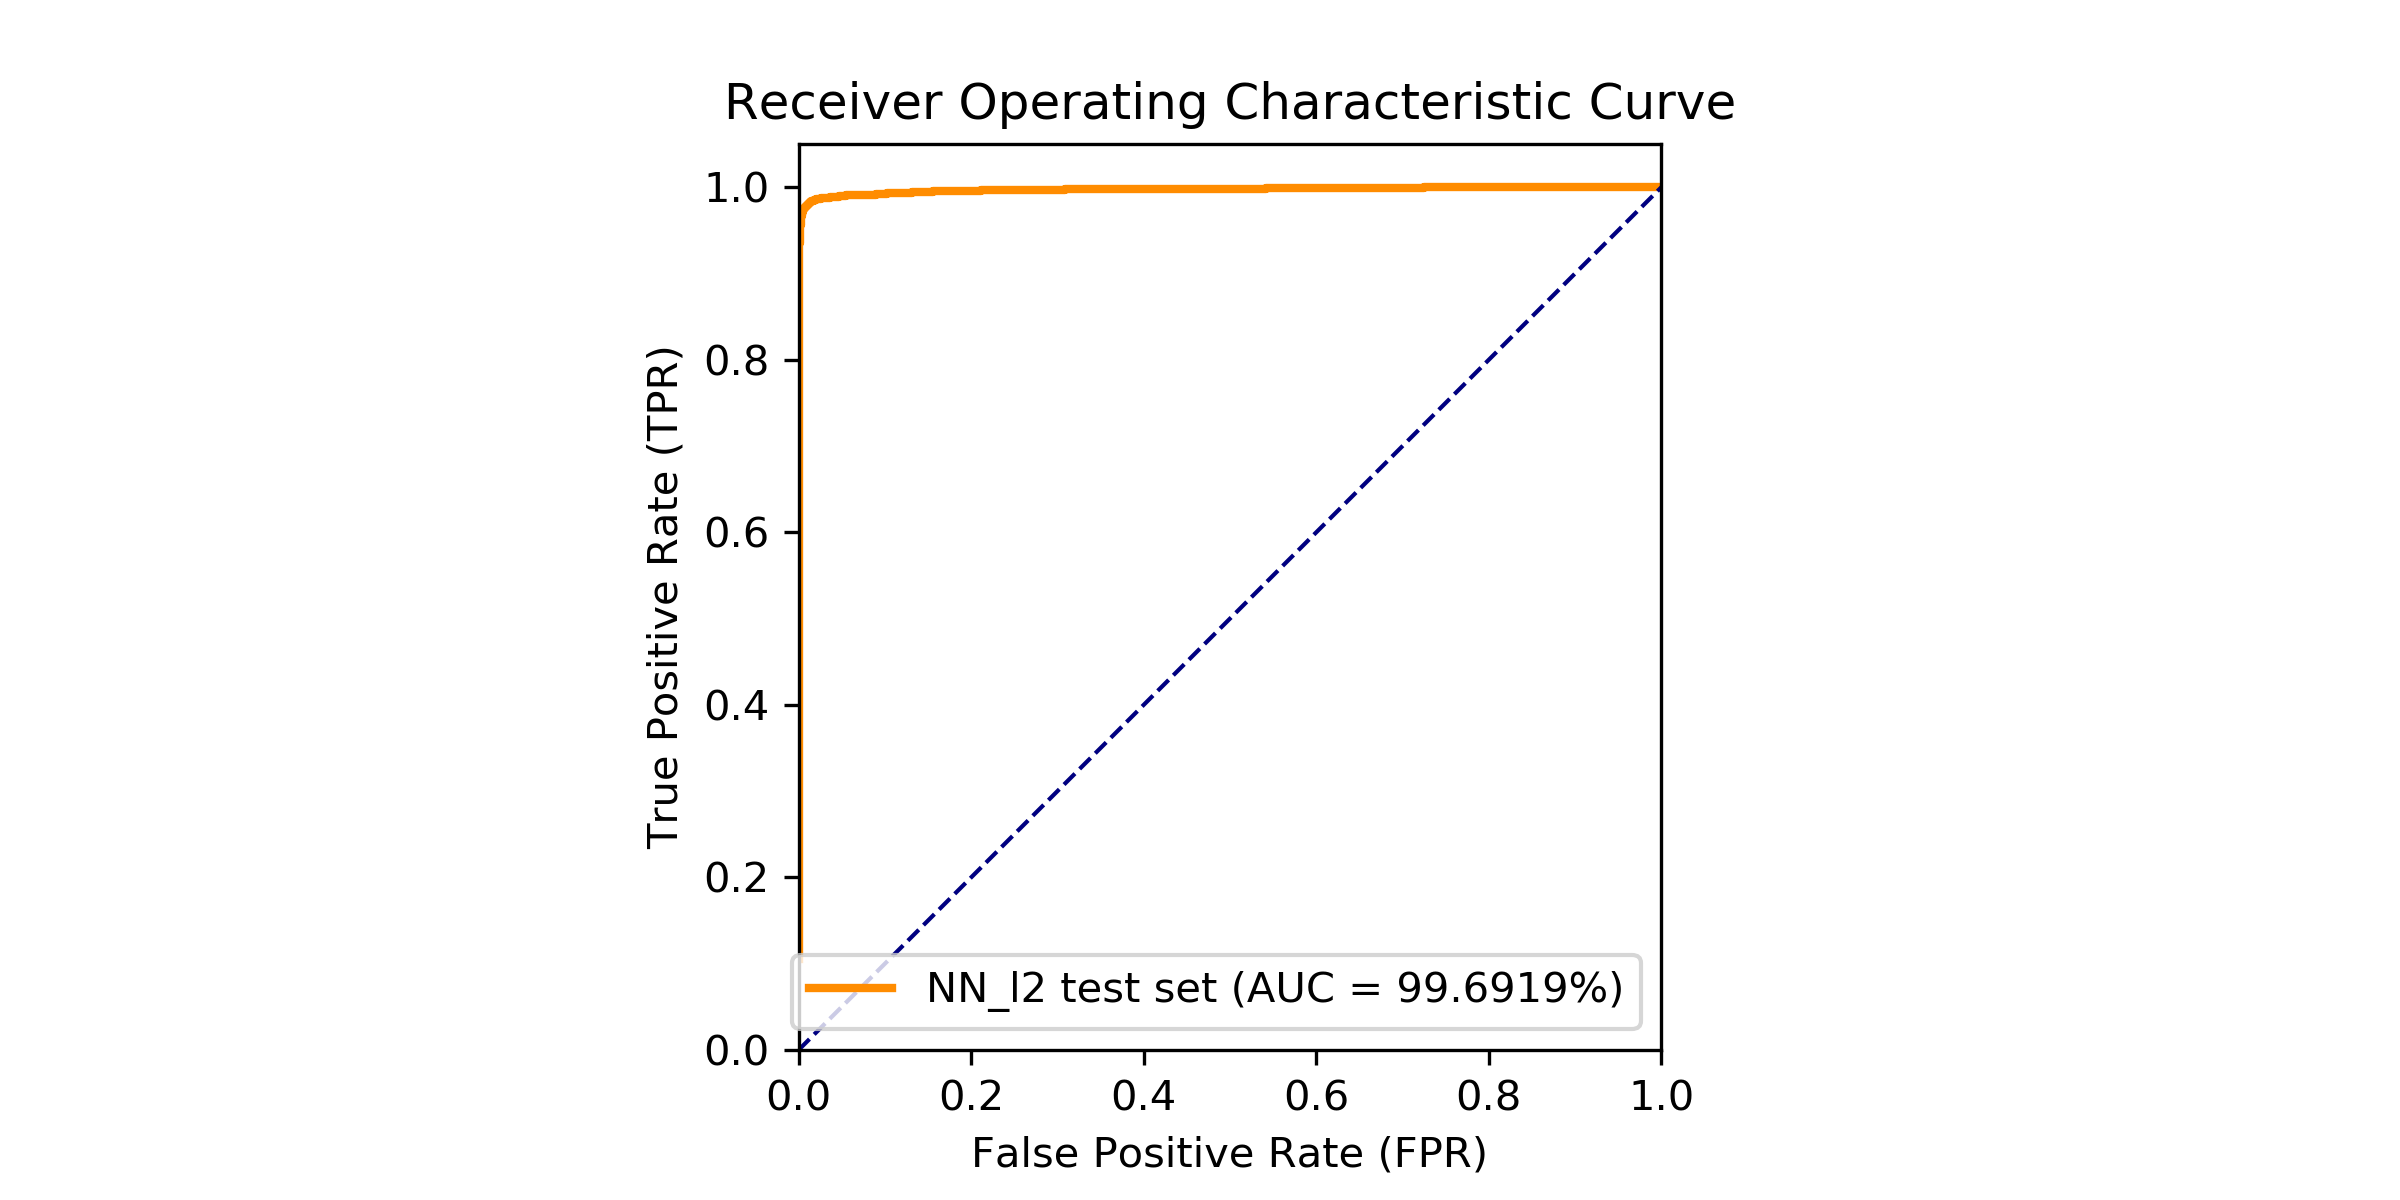 Receiver Operating Characteristic Curve
True Positive Rate (TPR)
1.0
0.8
0.6
0.4
0.2
0.0
NN_l2 test set (AUC = 99.6919%)
0.0 0.2 0.4 0.6 0.8 1.0
False Positive Rate (FPR)